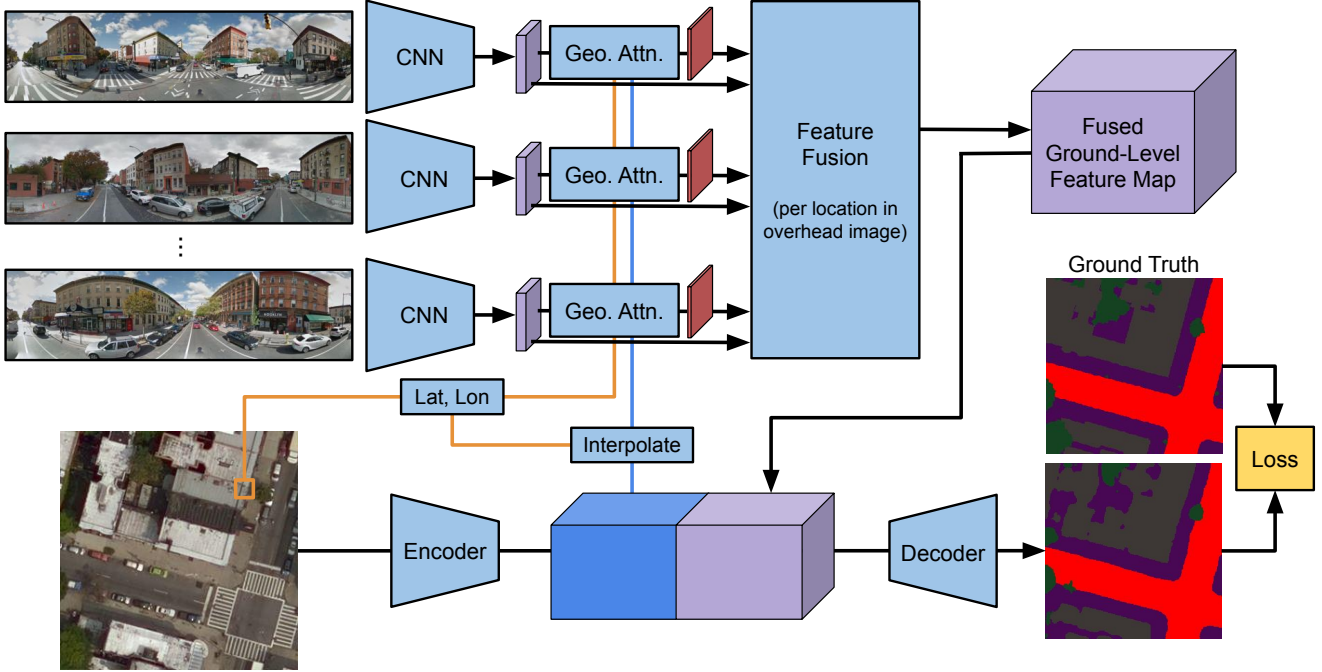 CNN
Geo. Attn.
CNN
Geo. Attn.
⋮
CNN
Geo. Attn.
Feature
Fusion
(per location in
overhead image)
Fused
Ground-Level
Feature Map
Lat, Lon
Interpolate
Encoder
Decoder
Ground Truth
Loss